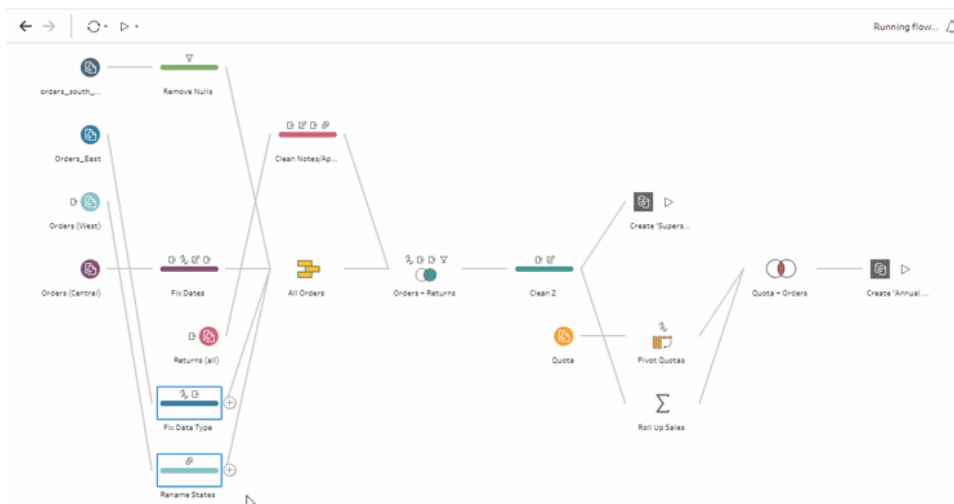 Running flow...
orders_south_...
Remove Nulls
Orders_East
Clean Notes/Ap...
Orders (West)
Create 'Supers...
Orders (Central)
Fix Dates
All Orders
Orders + Returns
Clean 2
Quota + Orders
Create 'Annual ...
Returns (all)
Quota
Pivot Quotas
Fix Data Type
Roll Up Sales
Rename States